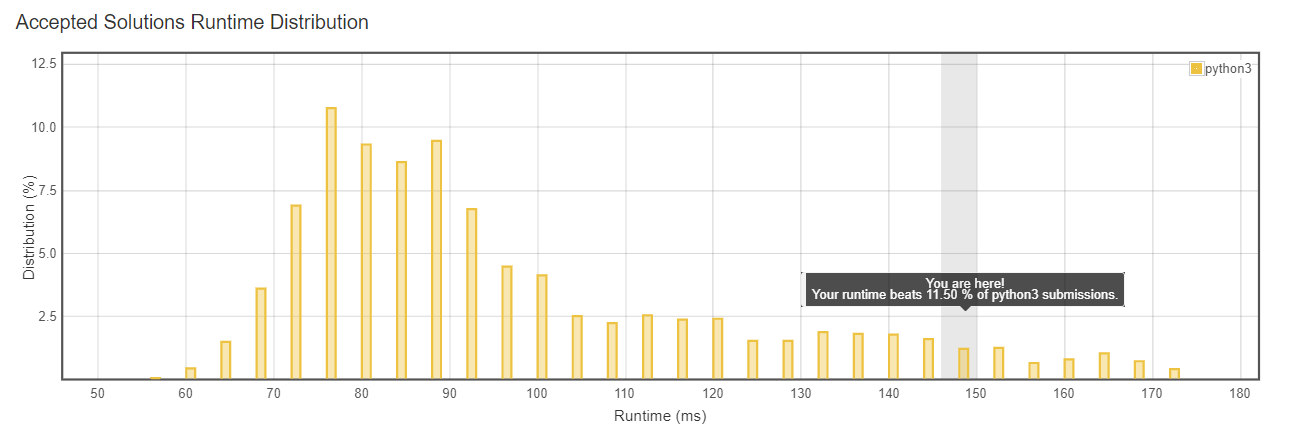 Accepted Solutions Runtime Distribution
12.5
10.0
7.5
5.0
2.5
Distribution (%)
python3
You are here!
Your runtime beats 11.50 % of python3 submissions.
50 60 70 80 90 100 110 120 130 140 150 160 170 180
Runtime (ms)